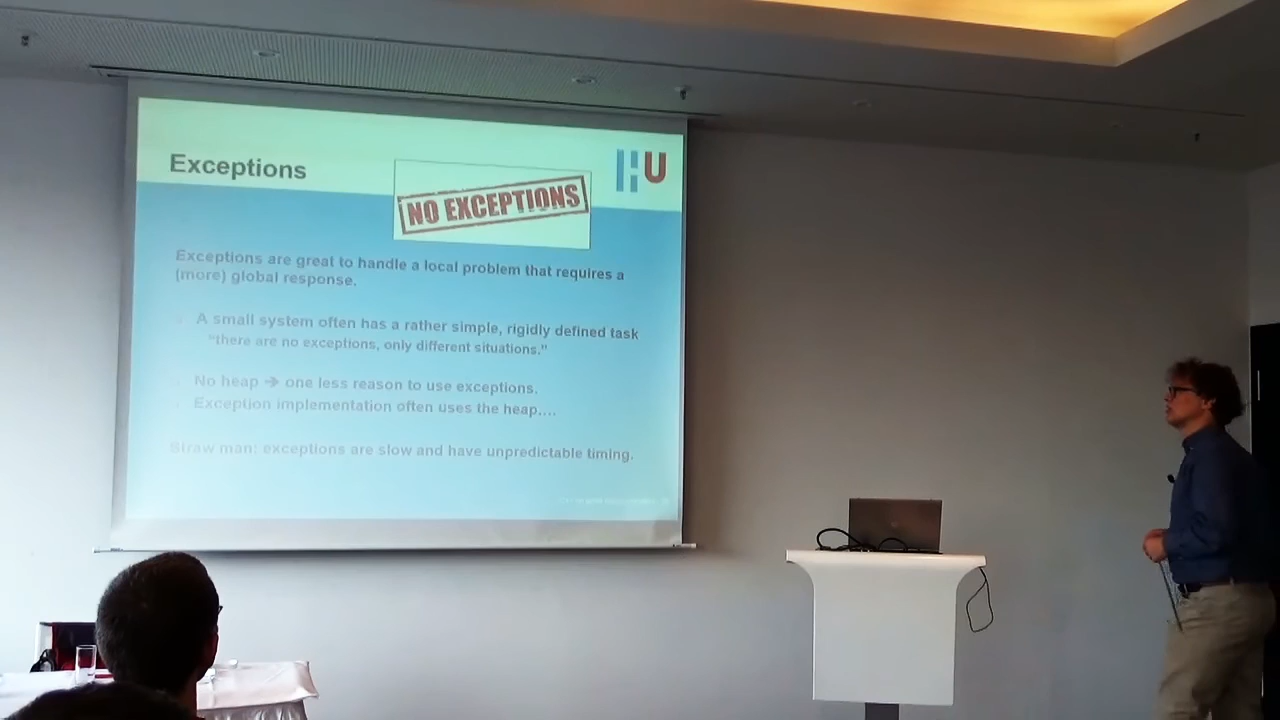 Exceptions
HU
NO EXCEPTIONS
Exceptions are great to handle a local problem that requires a
(more) global response.
A small system often has a rather simple, rigidly defined task
"there are no exceptions, only different situations."
No heap ➔ one less reason to use exceptions.
Exception implementation often uses the heap....
Straw man: exceptions are slow and have unpredictable timing.